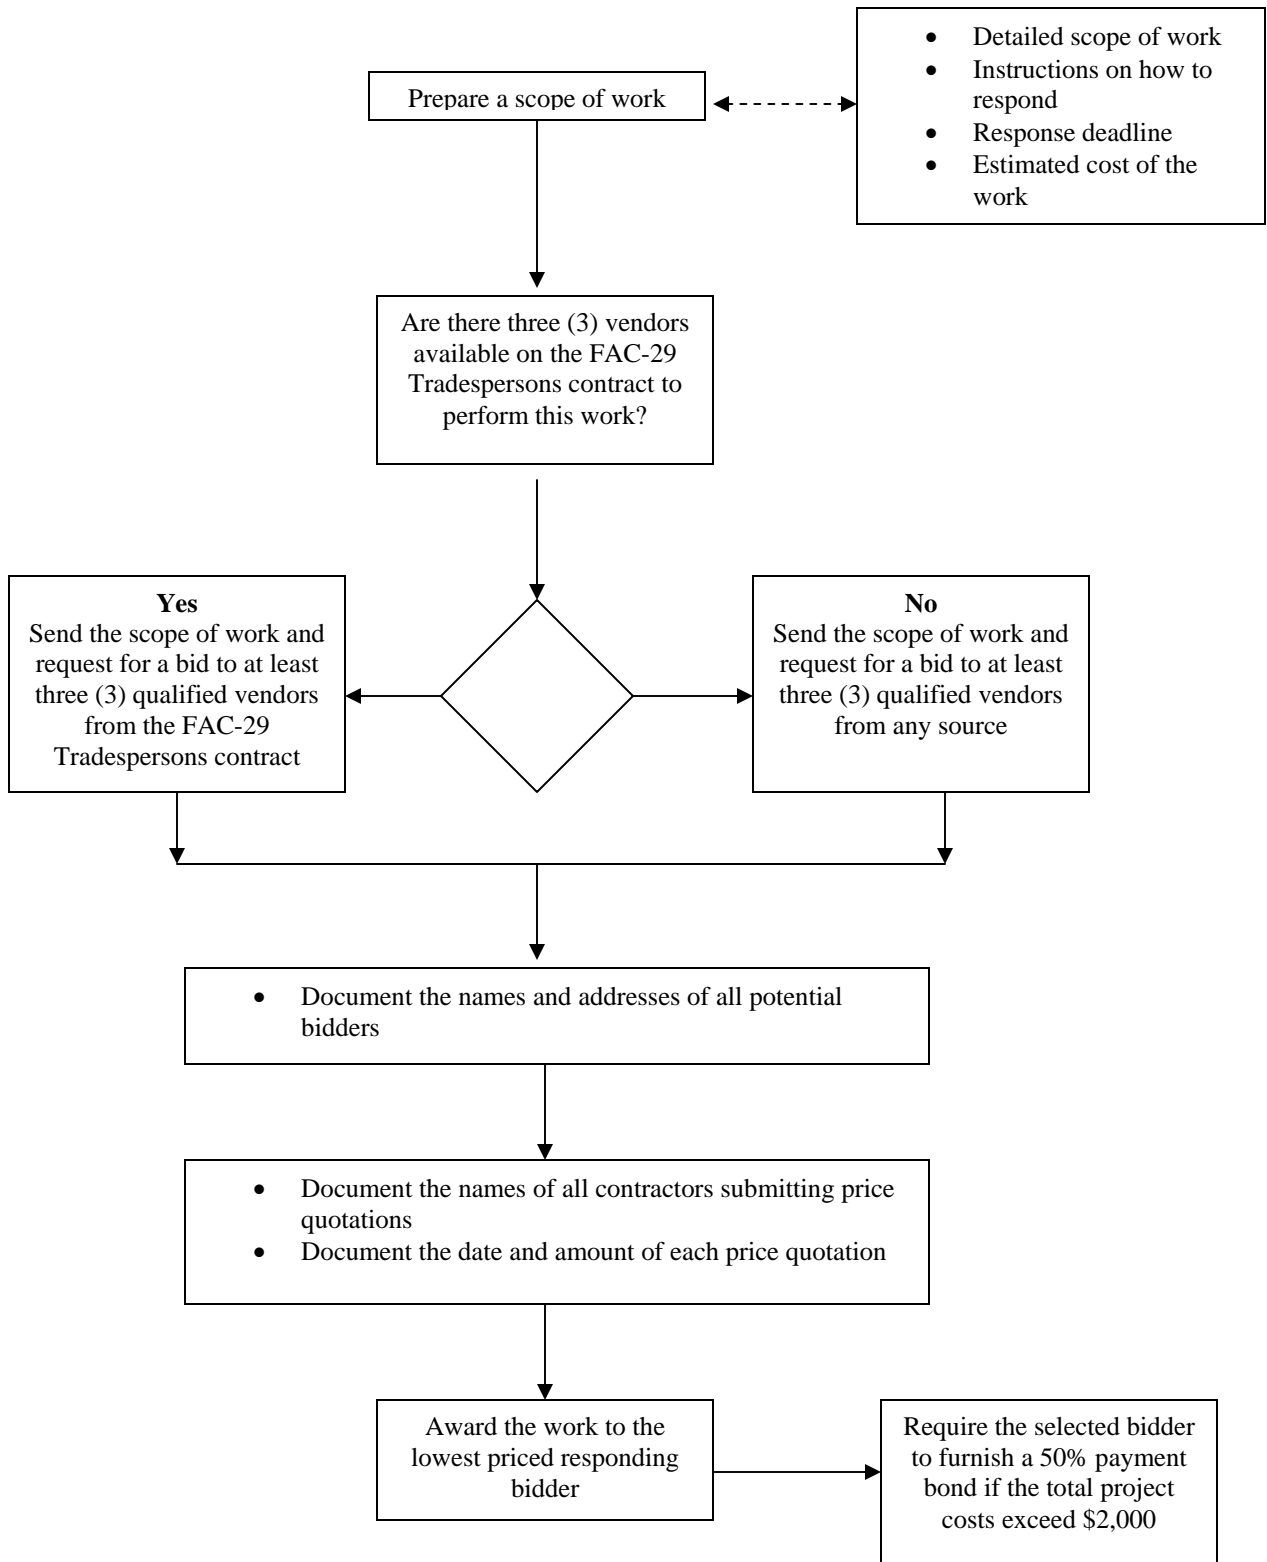 • Detailed scope of work
• Instructions on how to
respond
• Response deadline
• Estimated cost of the
work
Prepare a scope of work
Are there three (3) vendors
available on the FAC-29
Tradespersons contract to
perform this work?
Yes
Send the scope of work and
request for a bid to at least
three (3) qualified vendors
from the FAC-29
Tradespersons contract
No
Send the scope of work and
request for a bid to at least
three (3) qualified vendors
from any source
• Document the names and addresses of all potential
bidders
• Document the names of all contractors submitting price
quotations
• Document the date and amount of each price quotation
Award the work to the
lowest priced responding
bidder
Require the selected bidder
to furnish a 50% payment
bond if the total project
costs exceed $2,000